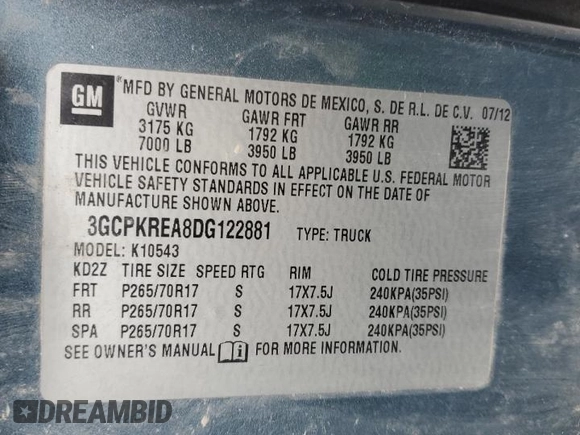 GM
®MFD BY GENERAL MOTORS DE MEXICO, S. DE R.L. DE C.V. 07/12
GVWR GAWR FRT GAWR RR
3175 KG 1792 KG 1792 KG
7000 LB 3950 LB 3950 LB
THIS VEHICLE CONFORMS TO ALL APPLICABLE U.S. FEDERAL MOTOR
VEHICLE SAFETY STANDARDS IN EFFECT ON THE DATE OF
MANUFACTURE SHOWN ABOVE.
3GCPKREA8DG122881 TYPE: TRUCK
MODEL: K10543
KD2Z TIRE SIZE SPEED RTG RIM COLD TIRE PRESSURE
FRT P265/70R17 S 17X7.5J 240KPA(35PSI)
RR P265/70R17 S 17X7.5J 240KPA(35PSI)
SPA P265/70R17 S 17X7.5J 240KPA(35PSI)
SEE OWNER'S MANUAL i FOR MORE INFORMATION.
DREAMBID